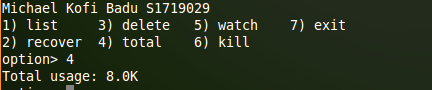 Michael Kofi Badu S1719029
1) list     3) delete   5) watch    7) exit
2) recover  4) total    6) kill
option> 4
Total usage: 8.0K